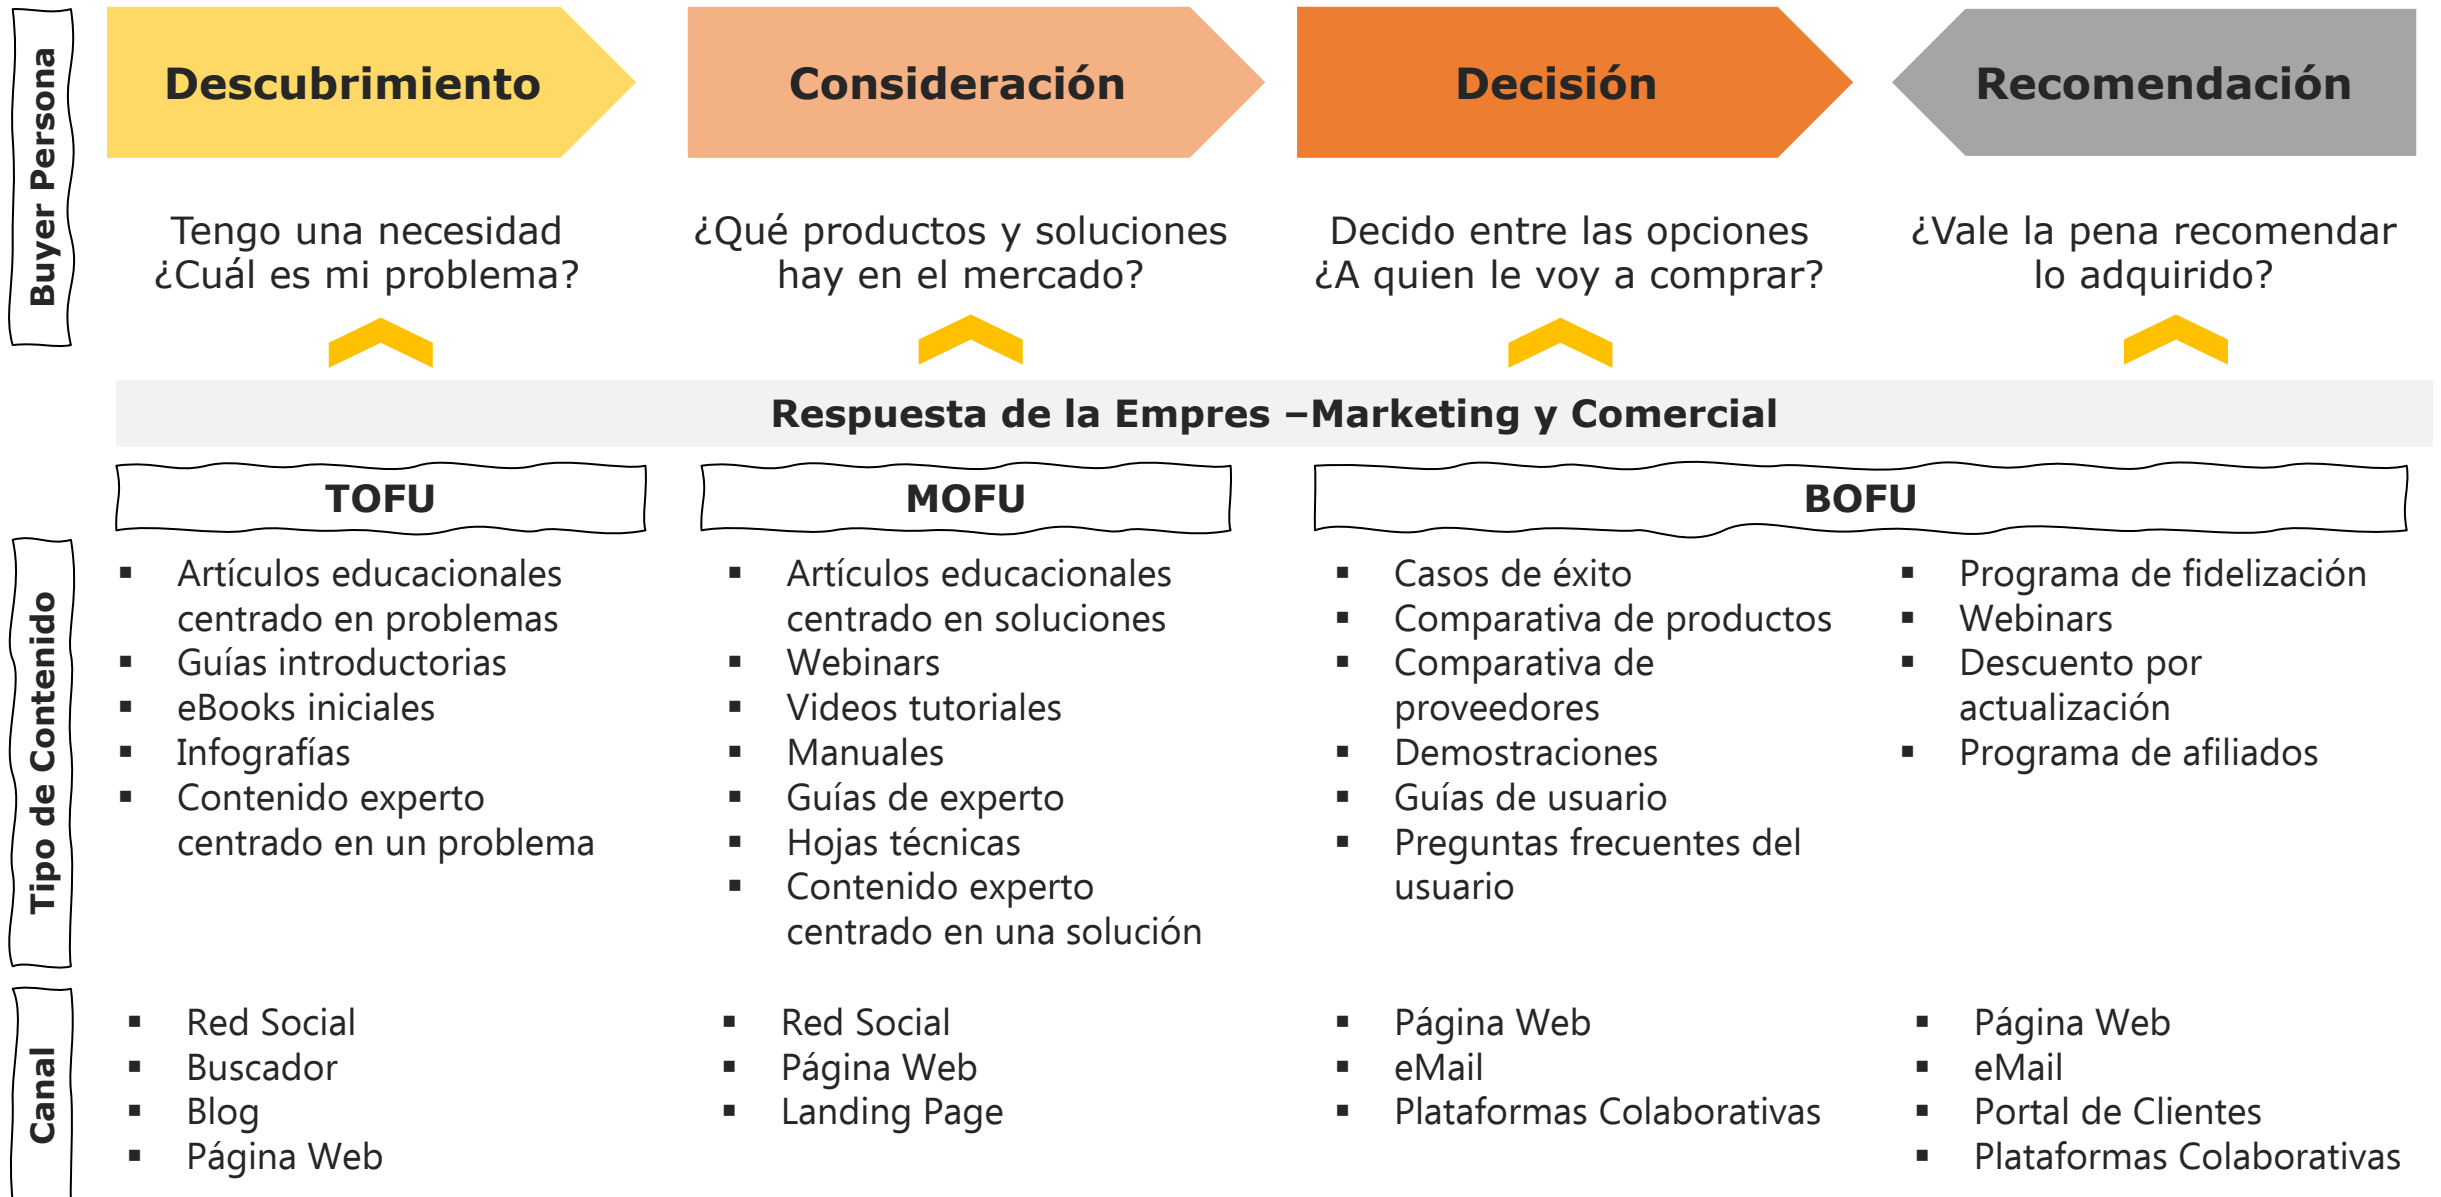 Buyer Persona
Descubrimiento
Consideración
Decisión
Recomendación
Tengo una necesidad
¿Cuál es mi problema?
¿Qué productos y soluciones
hay en el mercado?
Decido entre las opciones
¿A quien le voy a comprar?
¿Vale la pena recomendar
lo adquirido?
Respuesta de la Empres –Marketing y Comercial
TOFU
MOFU
BOFU
Tipo de Contenido
▪ Artículos educacionales
centrado en problemas
▪ Guías introductorias
▪ eBooks iniciales
▪ Infografías
▪ Contenido experto
centrado en un problema
▪ Artículos educacionales
centrado en soluciones
▪ Webinars
▪ Videos tutoriales
▪ Manuales
▪ Guías de experto
▪ Hojas técnicas
▪ Contenido experto
centrado en una solución
▪ Casos de éxito
▪ Comparativa de productos
▪ Comparativa de
proveedores
▪ Demostraciones
▪ Guías de usuario
▪ Preguntas frecuentes del
usuario
▪ Programa de fidelización
▪ Webinars
▪ Descuento por
actualización
▪ Programa de afiliados
Canal
▪ Red Social
▪ Buscador
▪ Blog
▪ Página Web
▪ Red Social
▪ Página Web
▪ Landing Page
▪ Página Web
▪ eMail
▪ Plataformas Colaborativas
▪ Página Web
▪ eMail
▪ Portal de Clientes
▪ Plataformas Colaborativas